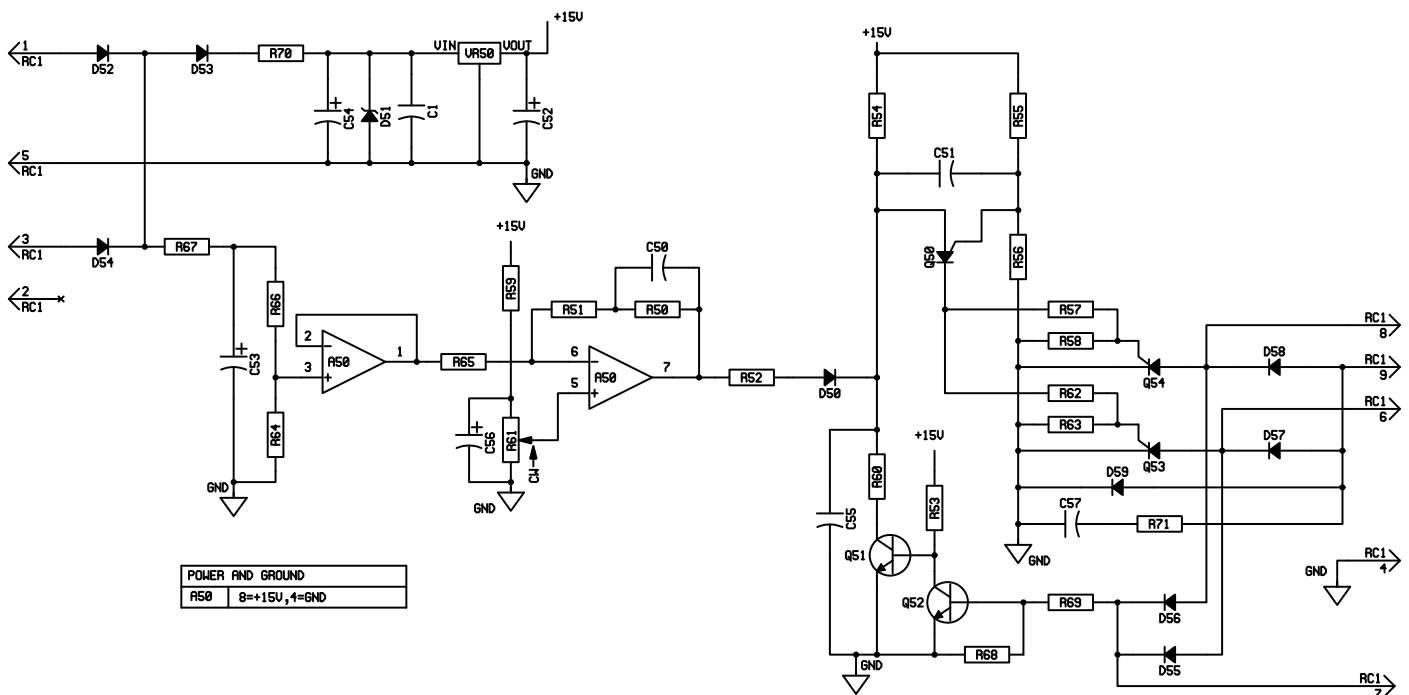 1
RC1
D52
D53
R70
VIN
VR50
VOUT
+15V
+
C54
D51
C1
+
C52
5
RC1
GND
3
RC1
D54
R67
2
RC1
x
+
C53
R66
R64
GND
2
3
-
+
A50
1
R65
+15V
R59
+
C56
R61
CW
GND
C50
R51
R50
6
5
-
+
A50
7
R52
D50
+15V
R54
R55
C51
Q50
R56
R57
R58
Q54
R62
R63
Q53
D59
C57
R71
GND
D58
D57
RC1
8
RC1
9
RC1
6
C55
R60
+15V
R53
Q51
Q52
GND
R68
R69
D56
D55
GND
RC1
4
RC1
7
POWER AND GROUND
A50 8=+15V,4=GND